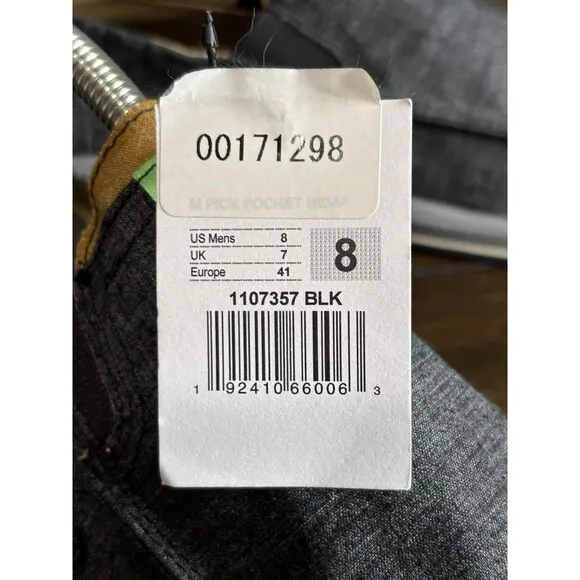 00171298
M PICK POCKET HEMP
US Mens 8
UK 7
Europe 41
8
1107357 BLK
1 92410 66006 3